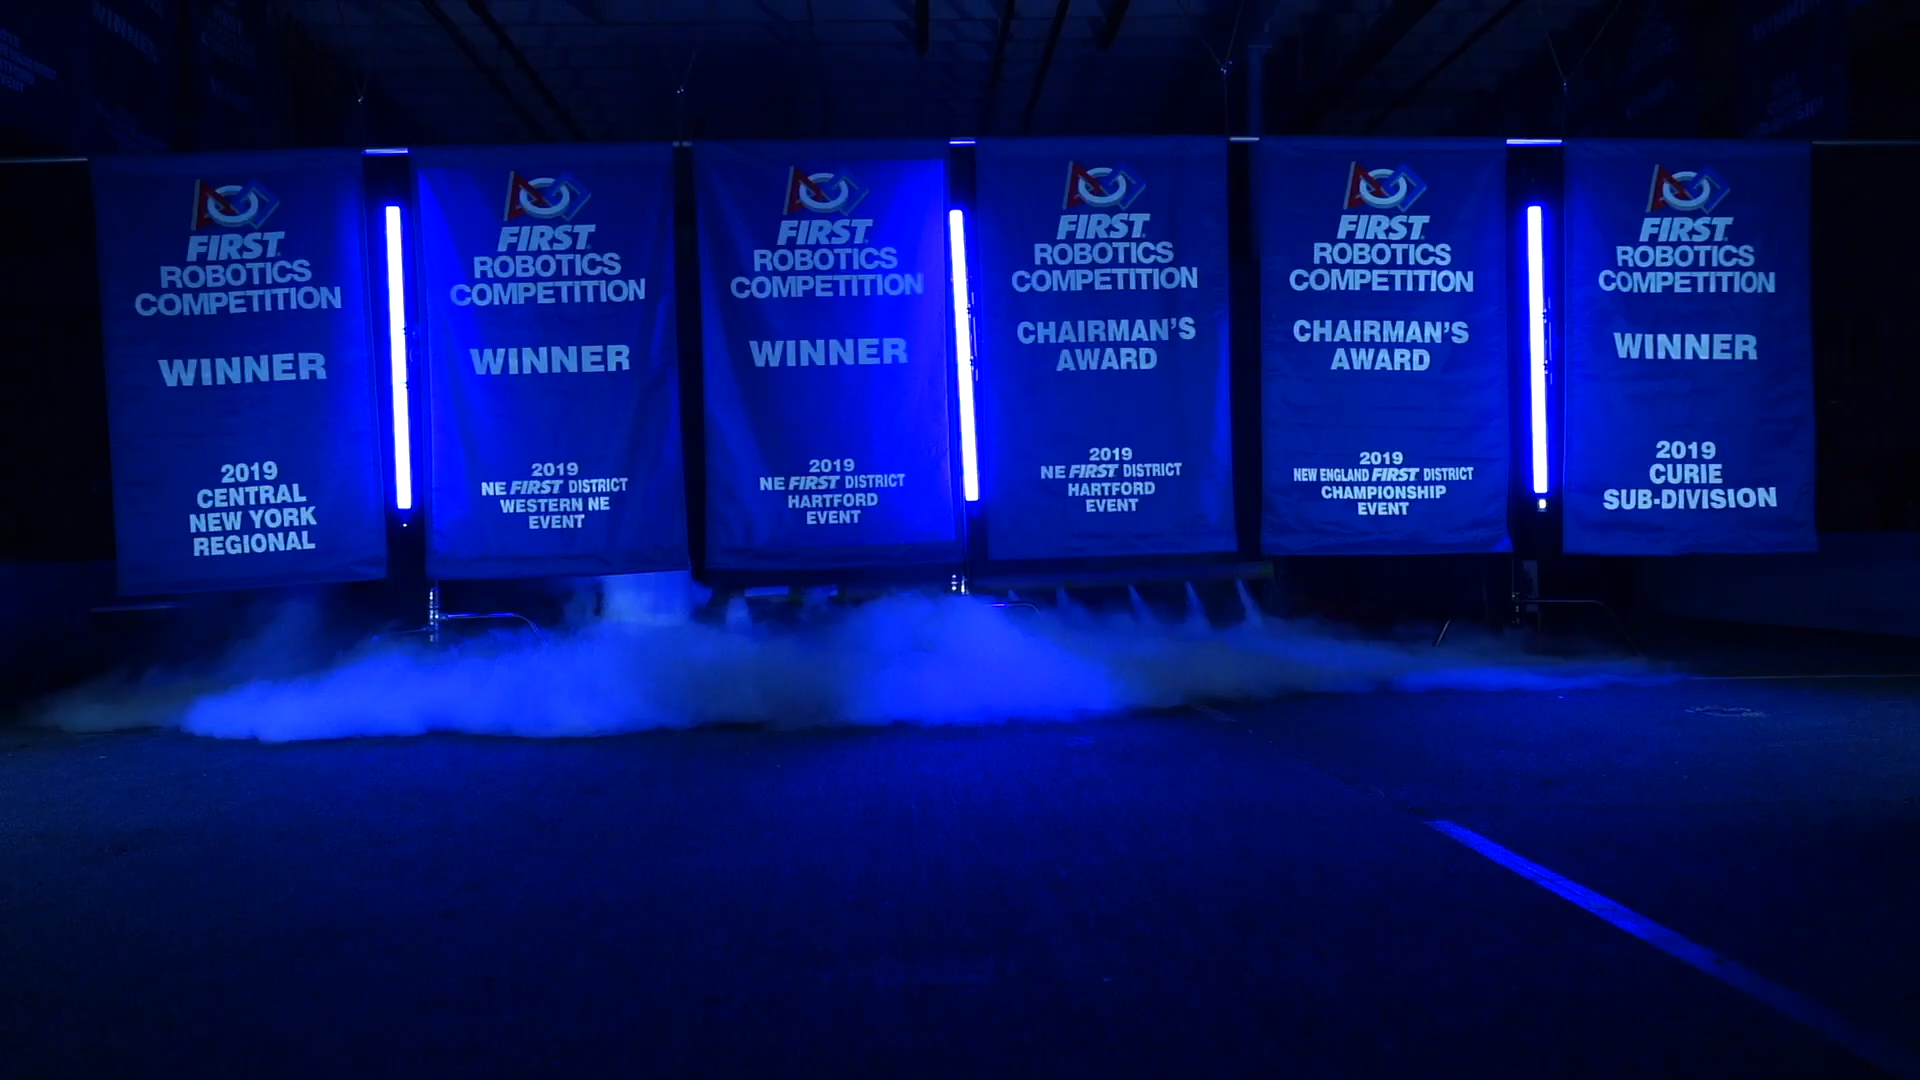 FIRST
ROBOTICS
COMPETITION
WINNER
2019
CENTRAL
NEW YORK
REGIONAL
FIRST
ROBOTICS
COMPETITION
WINNER
2019
NE FIRST DISTRICT
WESTERN NE
EVENT
FIRST
ROBOTICS
COMPETITION
WINNER
2019
NE FIRST DISTRICT
HARTFORD
EVENT
FIRST
ROBOTICS
COMPETITION
CHAIRMAN'S
AWARD
2019
NE FIRST DISTRICT
HARTFORD
EVENT
FIRST
ROBOTICS
COMPETITION
CHAIRMAN'S
AWARD
2019
NEW ENGLAND FIRST DISTRICT
CHAMPIONSHIP
EVENT
FIRST
ROBOTICS
COMPETITION
WINNER
2019
CURIE
SUB-DIVISION